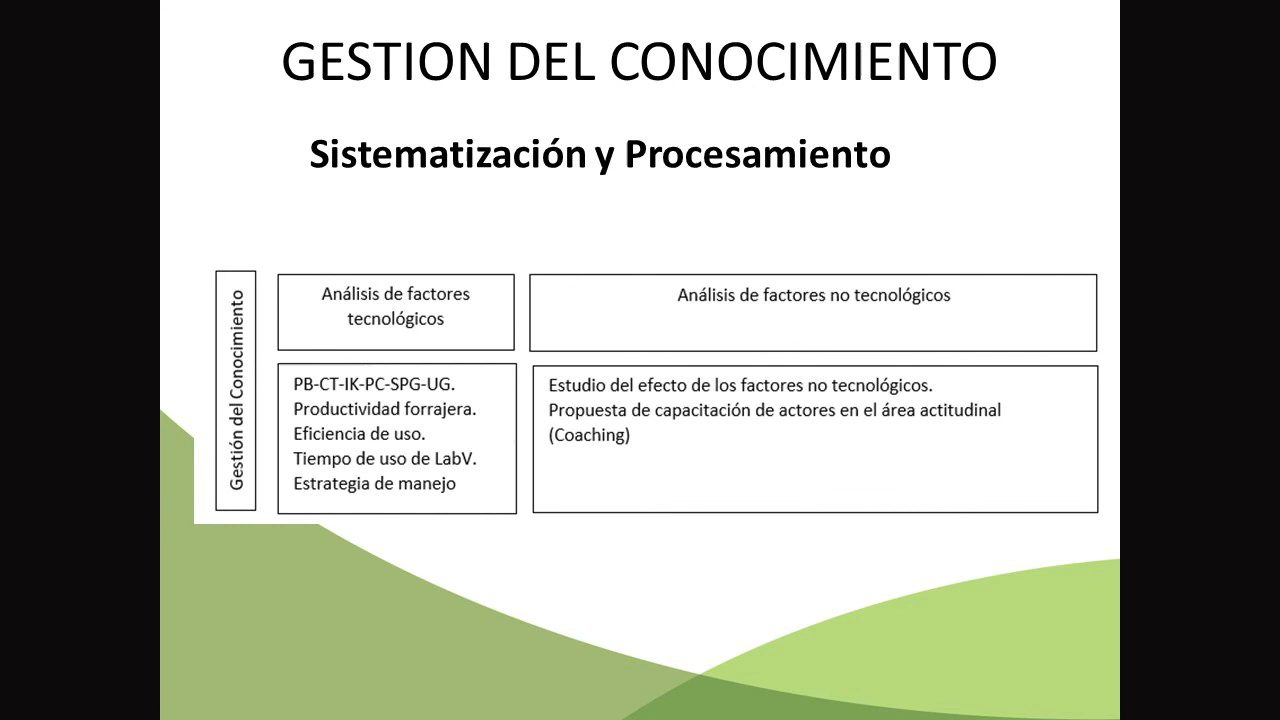 GESTION DEL CONOCIMIENTO
Sistematización y Procesamiento
Gestión del Conocimiento
Análisis de factores
tecnológicos
Análisis de factores no tecnológicos
PB-CT-IK-PC-SPG-UG.
Productividad forrajera.
Eficiencia de uso.
Tiempo de uso de LabV.
Estrategia de manejo
Estudio del efecto de los factores no tecnológicos.
Propuesta de capacitación de actores en el área actitudinal
(Coaching)